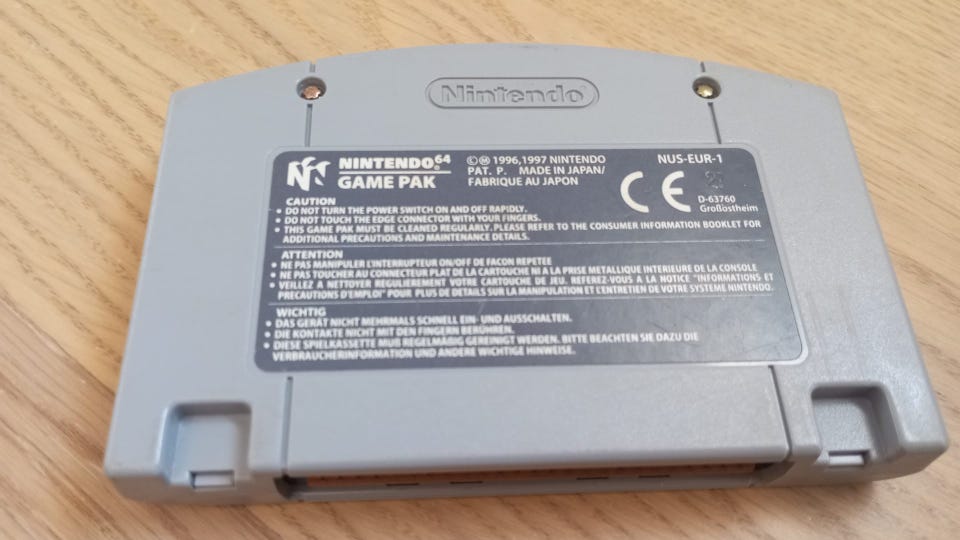 Nintendo
NINTENDO 64
GAME PAK
©Ⓜ 1996,1997 NINTENDO
PAT. P. MADE IN JAPAN/
FABRIQUE AU JAPON
NUS-EUR-1
CE
D-63760
Großostheim
CAUTION
• DO NOT TURN THE POWER SWITCH ON AND OFF RAPIDLY.
• DO NOT TOUCH THE EDGE CONNECTOR WITH YOUR FINGERS.
• THIS GAME PAK MUST BE CLEANED REGULARLY. PLEASE REFER TO THE CONSUMER INFORMATION BOOKLET FOR
ADDITIONAL PRECAUTIONS AND MAINTENANCE DETAILS.
ATTENTION
• NE PAS MANIPULER L'INTERRUPTEUR ON/OFF DE FACON REPETEE
• NE PAS TOUCHER AU CONNECTEUR PLAT DE LA CARTOUCHE NI A LA PRISE METALLIQUE INTERIEURE DE LA CONSOLE
• VEILLEZ A NETTOYER REGULIEREMENT VOTRE CARTOUCHE DE JEU. REFEREZ-VOUS A LA NOTICE "INFORMATIONS ET
PRECAUTIONS D'EMPLOI" POUR PLUS DE DETAILS SUR LA MANIPULATION ET L'ENTRETIEN DE VOTRE SYSTEME NINTENDO.
WICHTIG
• DAS GERÄT NICHT MEHRMALS SCHNELL EIN- UND AUSSCHALTEN.
• DIE KONTAKTE NICHT MIT DEN FINGERN BERÜHREN.
• DIESE SPIELKASSETTE MUß REGELMÄßIG GEREINIGT WERDEN. BITTE BEACHTEN SIE DAZU DIE
VERBRAUCHERINFORMATION UND ANDERE WICHTIGE HINWEISE.